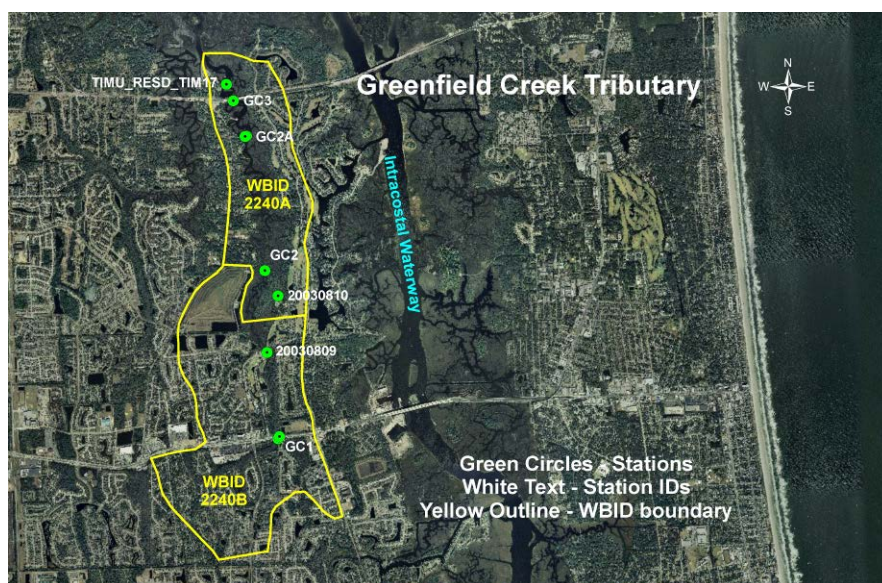 Greenfield Creek Tributary
N
W E
S
TIMU_RESD_TIM17
GC3
GC2A
WBID
2240A
Intracostal Waterway
GC2
20030810
20030809
GC1
WBID
2240B
Green Circles - Stations
White Text - Station IDs
Yellow Outline - WBID boundary